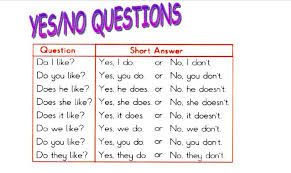 YES/NO QUESTIONS
Question Short Answer
Do I like? Yes, I do. or No, I don't.
Do you like? Yes, you do. or No, you don't.
Does he like? Yes, he does. or No, he doesn't.
Does she like? Yes, she does. or No, she doesn't.
Does it like? Yes, it does. or No, it doesn't.
Do we like? Yes, we do. or No, we don't.
Do you like? Yes, you do. or No, you don't.
Do they like? Yes, they do. or No, they don't.